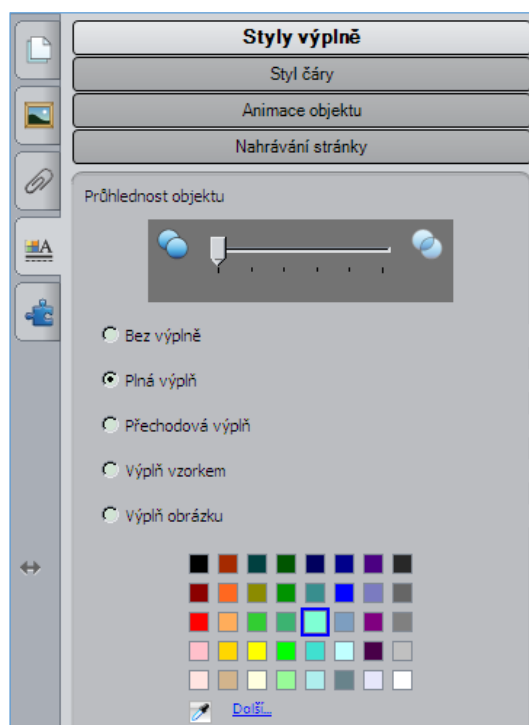 Styly výplně
Styl čáry
Animace objektu
Nahrávání stránky
Průhlednost objektu
Bez výplně
Plná výplň
Přechodová výplň
Výplň vzorkem
Výplň obrázku
Další...